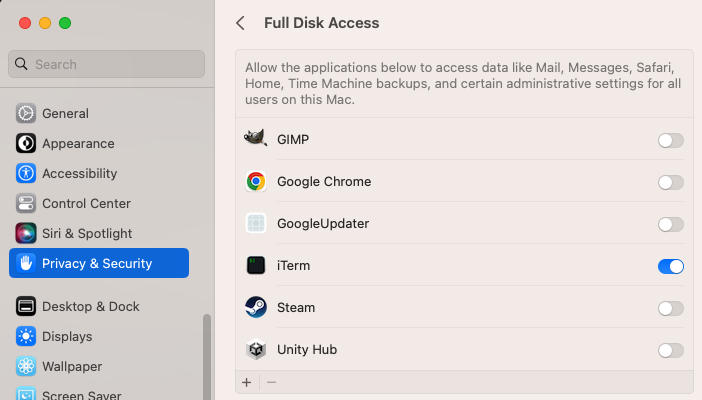 Full Disk Access
Search
General
Appearance
Accessibility
Control Center
Siri & Spotlight
Privacy & Security
Desktop & Dock
Displays
Wallpaper
Screen Saver
Allow the applications below to access data like Mail, Messages, Safari,
Home, Time Machine backups, and certain administrative settings for all
users on this Mac.
GIMP
Google Chrome
GoogleUpdater
iTerm
Steam
Unity Hub